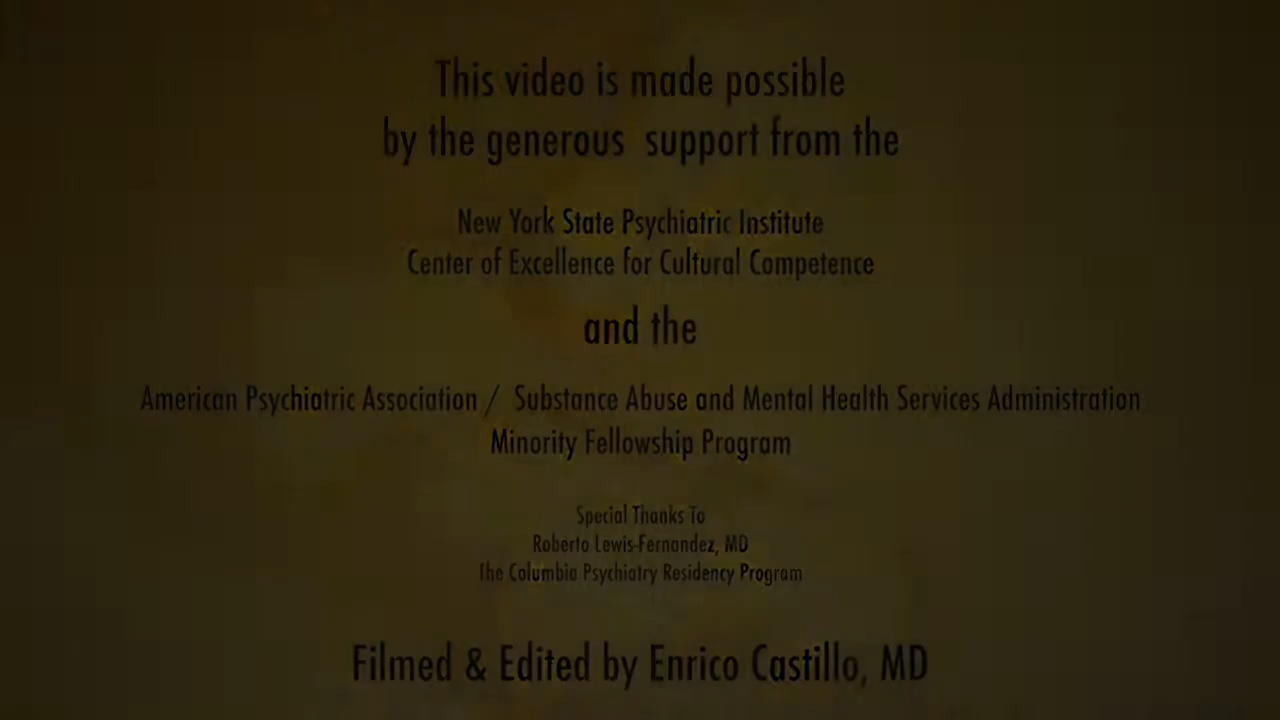 This video is made possible
by the generous support from the
New York State Psychiatric Institute
Center of Excellence for Cultural Competence
and the
American Psychiatric Association / Substance Abuse and Mental Health Services Administration
Minority Fellowship Program
Special Thanks To
Roberto Lewis-Fernandez, MD
The Columbia Psychiatry Residency Program
Filmed & Edited by Enrico Castillo, MD